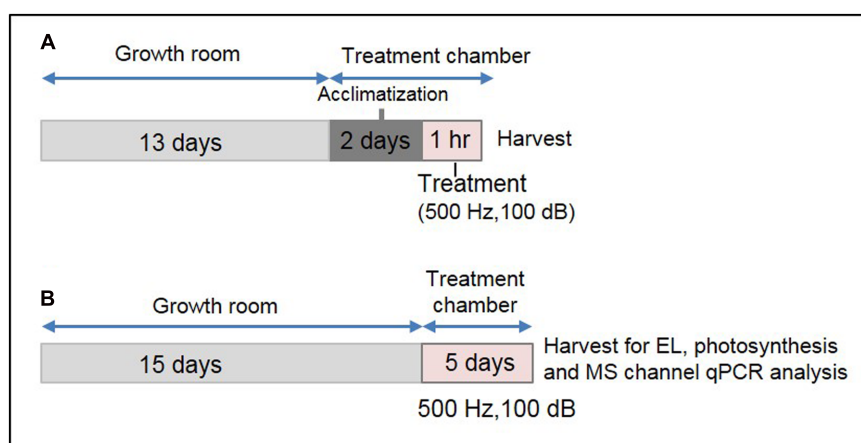 A
Growth room
Treatment chamber
Acclimatization
13 days
2 days
1 hr
Harvest
Treatment
(500 Hz,100 dB)
B
Growth room
Treatment
chamber
15 days
5 days
Harvest for EL, photosynthesis
and MS channel qPCR analysis
500 Hz,100 dB